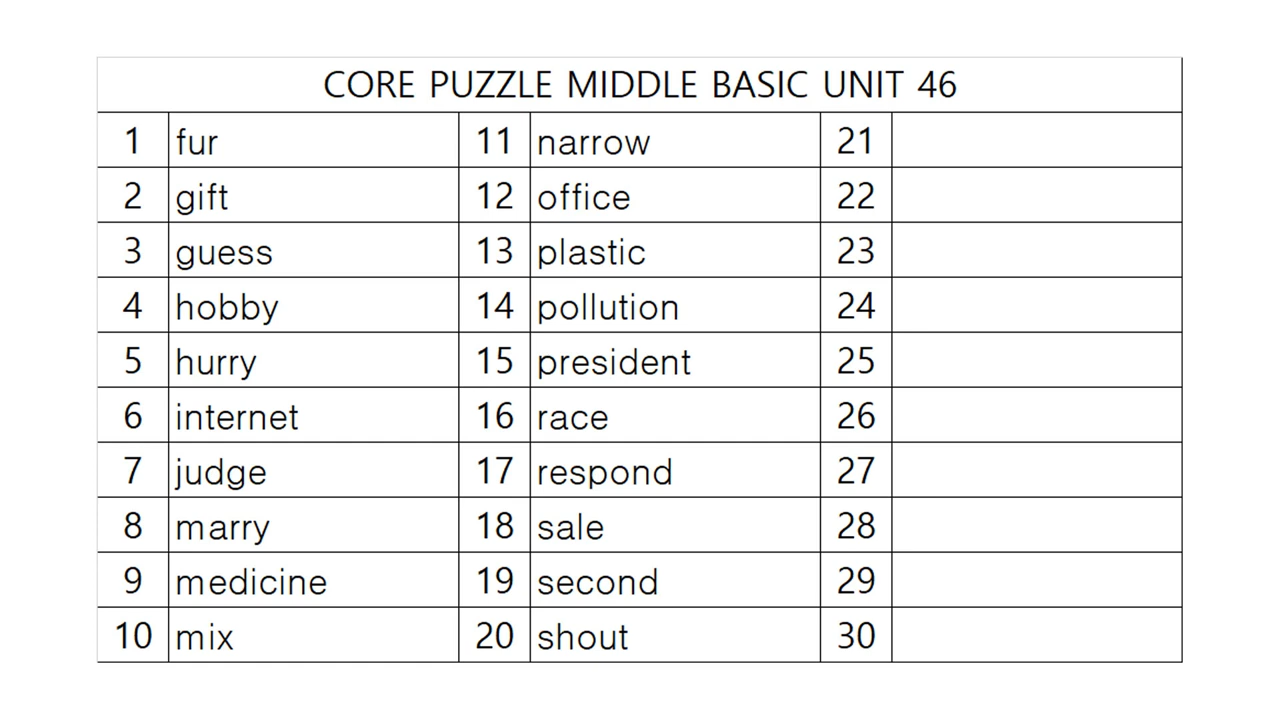 CORE PUZZLE MIDDLE BASIC UNIT 46
1 fur 11 narrow 21
2 gift 12 office 22
3 guess 13 plastic 23
4 hobby 14 pollution 24
5 hurry 15 president 25
6 internet 16 race 26
7 judge 17 respond 27
8 marry 18 sale 28
9 medicine 19 second 29
10 mix 20 shout 30